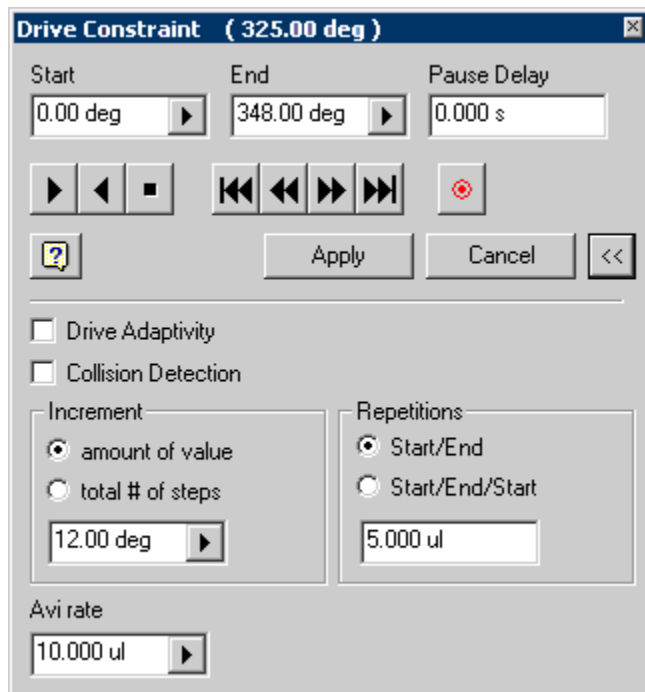 Drive Constraint ( 325.00 deg )
Start End Pause Delay
0.00 deg 348.00 deg 0.000 s
Apply Cancel <<
Drive Adaptivity
Collision Detection
Increment Repetitions
amount of value Start/End
total # of steps Start/End/Start
12.00 deg 5.000 ul
Avi rate
10.000 ul